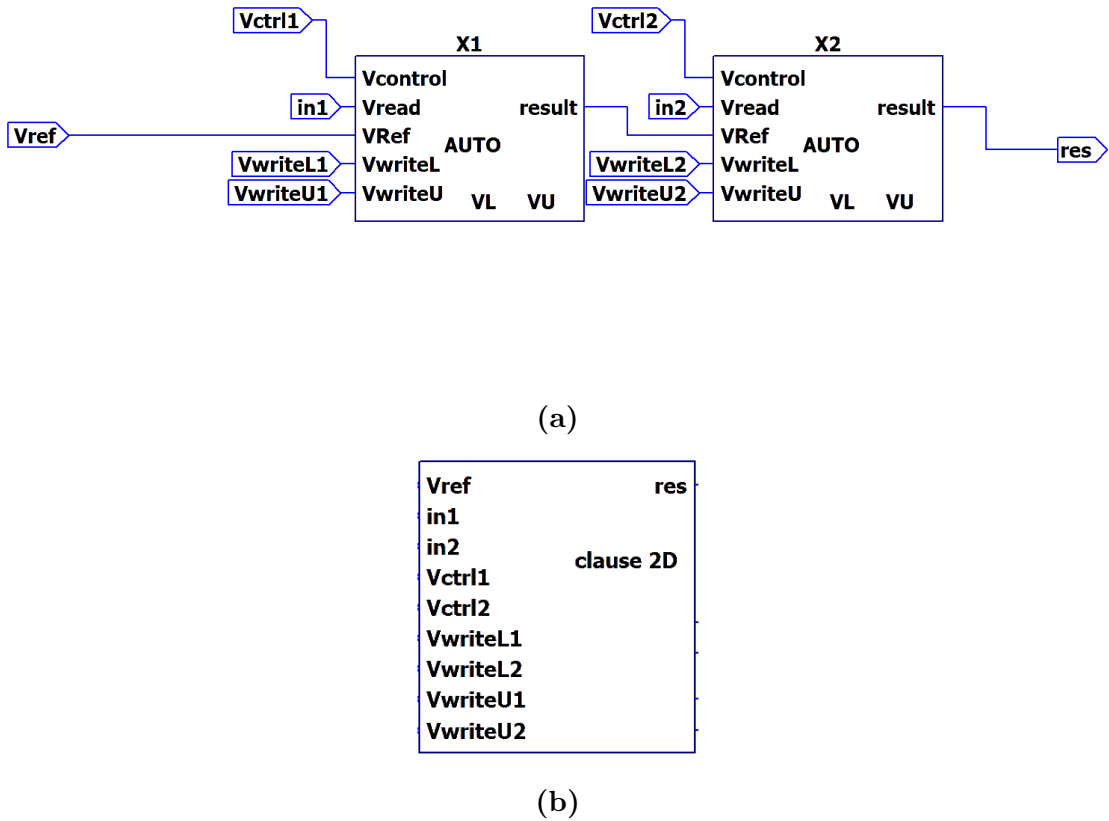 Vctrl1
Vctrl2
X1
X2
Vcontrol
Vcontrol
in1
Vread
result
in2
Vread
result
Vref
VRef
VRef
AUTO
AUTO
res
VwriteL1
VwriteL
VwriteL2
VwriteL
VwriteU1
VwriteU
VL
VU
VwriteU2
VwriteU
VL
VU
(a)
Vref
res
in1
in2
clause 2D
Vctrl1
Vctrl2
VwriteL1
VwriteL2
VwriteU1
VwriteU2
(b)